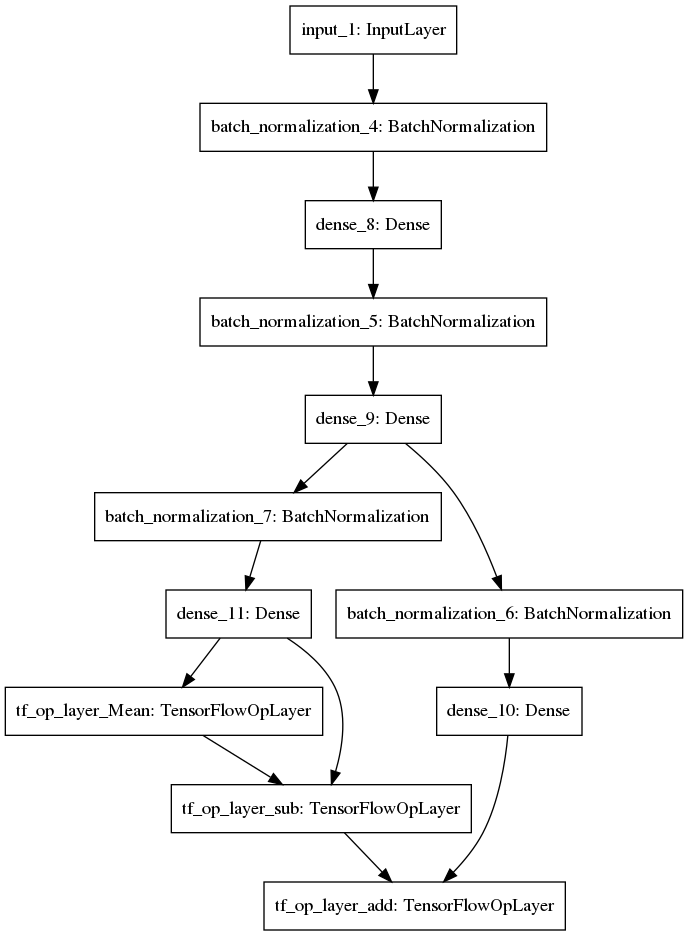 input_1: InputLayer
batch_normalization_4: BatchNormalization
dense_8: Dense
batch_normalization_5: BatchNormalization
dense_9: Dense
batch_normalization_7: BatchNormalization
dense_11: Dense
batch_normalization_6: BatchNormalization
tf_op_layer_Mean: TensorFlowOpLayer
dense_10: Dense
tf_op_layer_sub: TensorFlowOpLayer
tf_op_layer_add: TensorFlowOpLayer